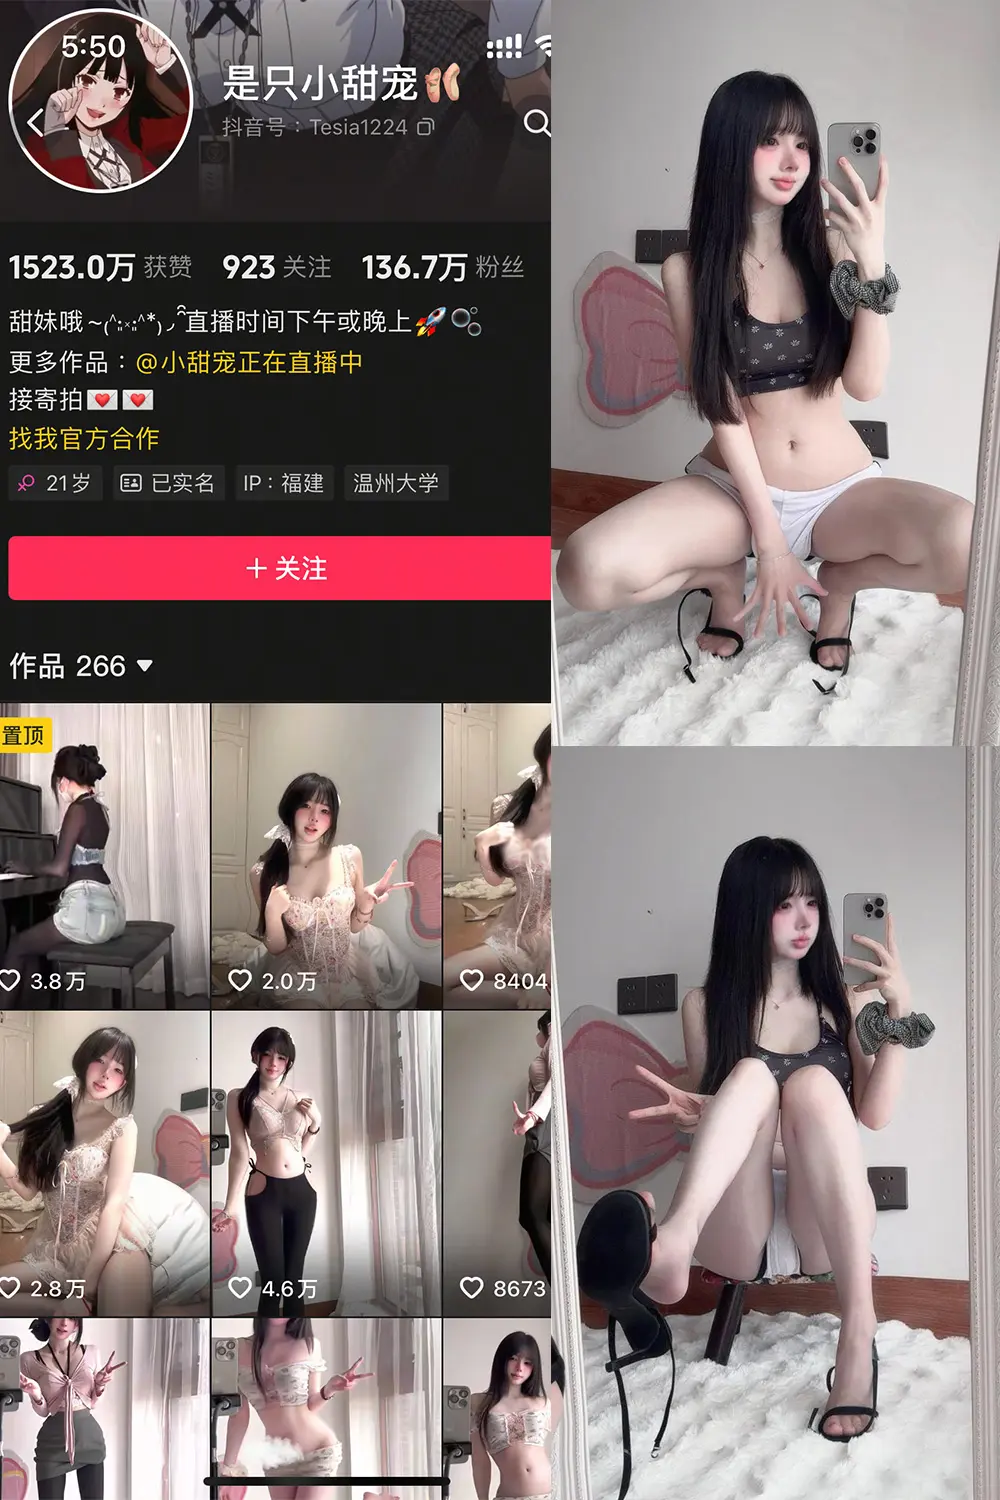 5:50
是只小甜宠🩰
抖音号：Tesia1224
1523.0万 获赞 923 关注 136.7万 粉丝
直播时间下午或晚上🚀🫧
更多作品：@小甜宠正在直播中
接寄拍💌💌
找我官方合作
21岁 已实名 IP：福建 温州大学
+ 关注
作品 266
置顶
3.8万 2.0万 8404
2.8万 4.6万 8673